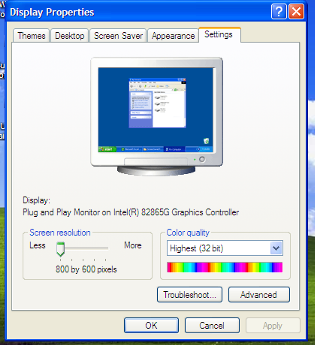 Display Properties
Themes Desktop Screen Saver Appearance Settings
Display:
Plug and Play Monitor on Intel(R) 82865G Graphics Controller
Screen resolution
Less More
800 by 600 pixels
Color quality
Highest (32 bit)
Troubleshoot... Advanced
OK Cancel Apply